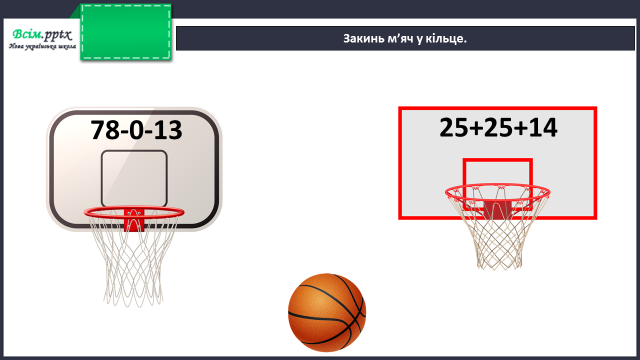 Всім.pptx
Нова українська школа
Закинь м’яч у кільце.
78-0-13
25+25+14